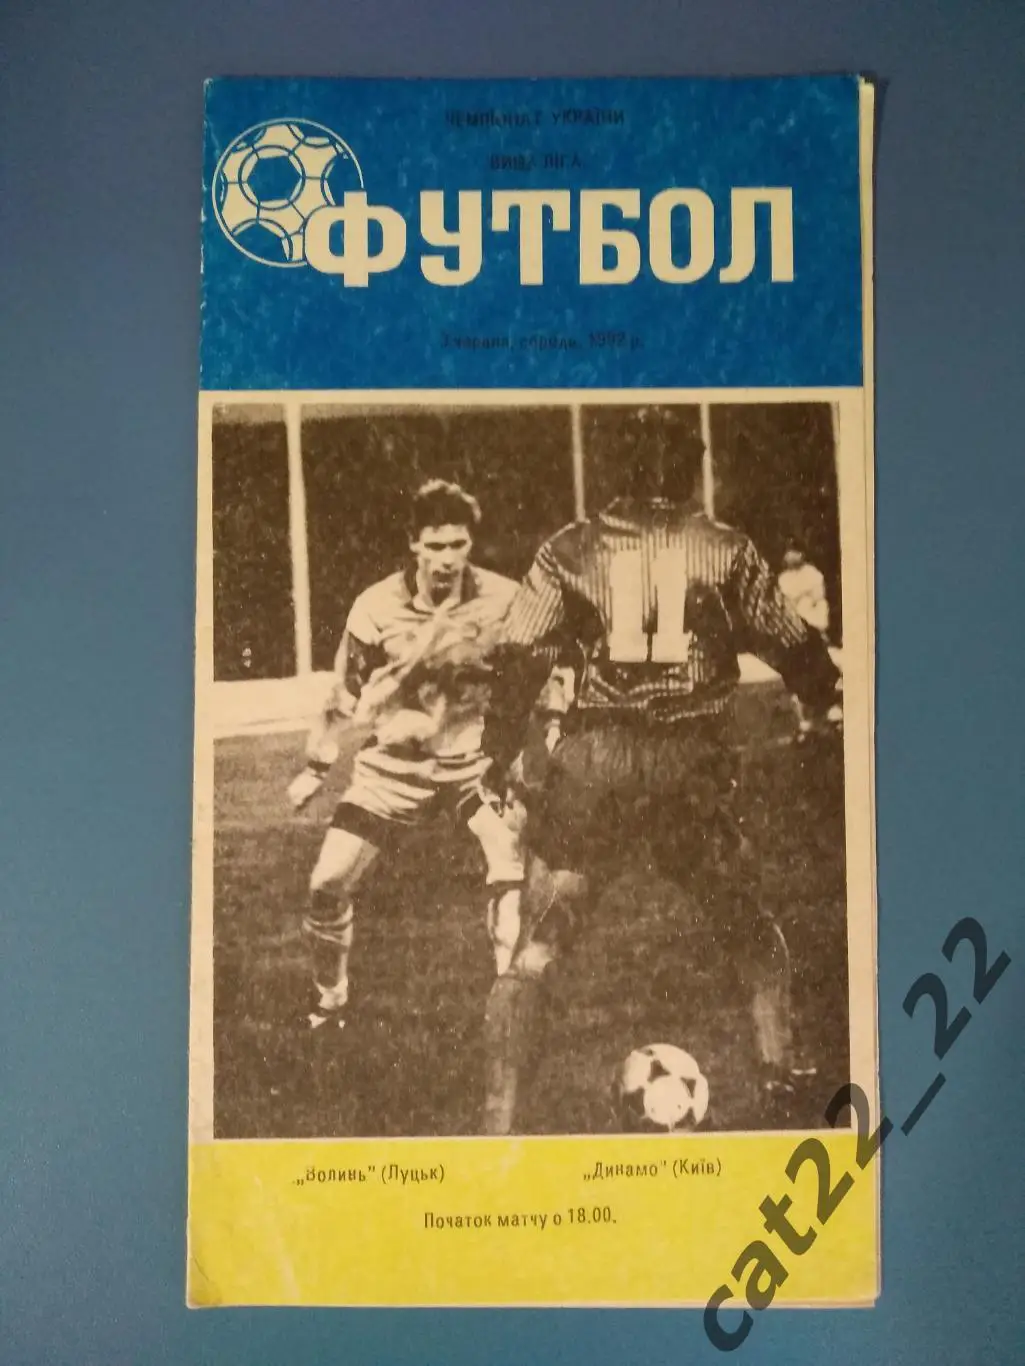 ЧЕМПІОНАТ УКРАЇНИ
ВИЩА ЛІГА
ФУТБОЛ
3 червня, середа, 1992 р.
11
„Волинь" (Луцьк) „Динамо" (Київ)
Початок матчу о 18.00.
cat22_22